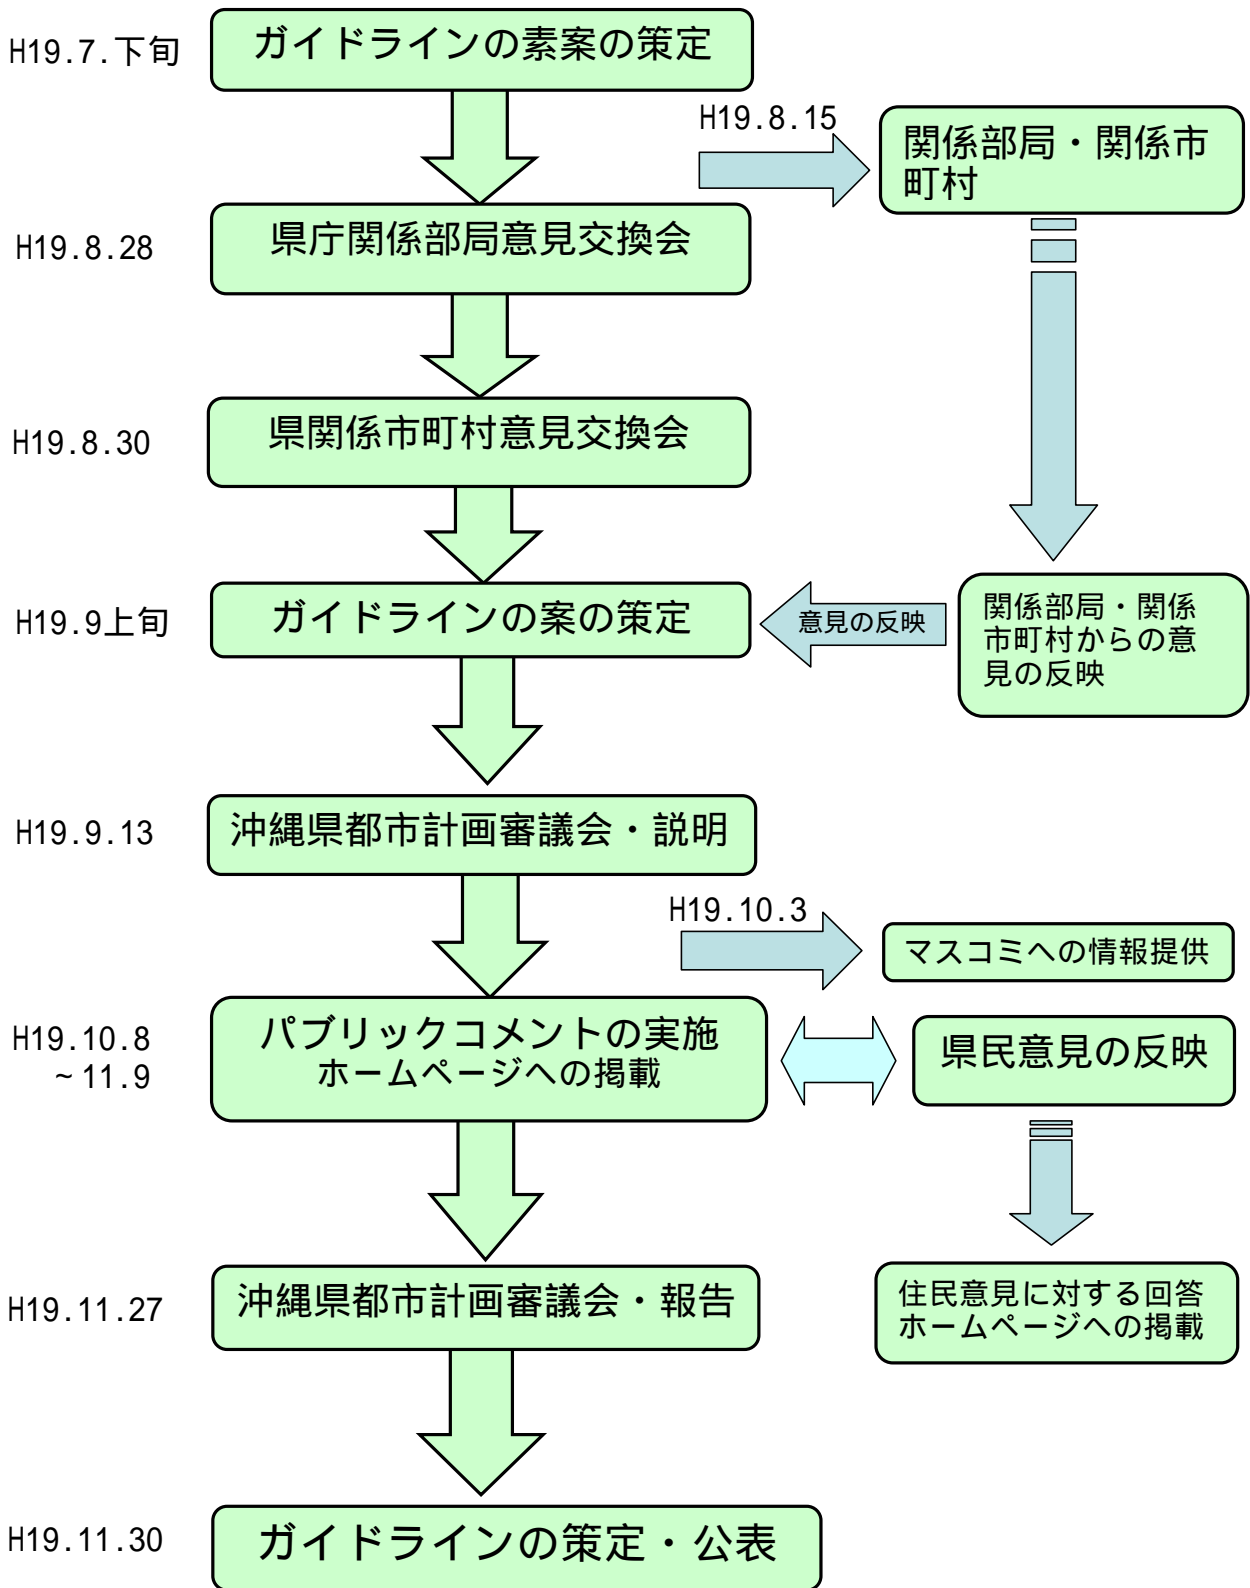 H19.7.下旬
ガイドラインの素案の策定
H19.8.15
関係部局・関係市
町村
H19.8.28
県庁関係部局意見交換会
H19.8.30
県関係市町村意見交換会
H19.9上旬
ガイドラインの案の策定
意見の反映
関係部局・関係
市町村からの意
見の反映
H19.9.13
沖縄県都市計画審議会・説明
H19.10.3
マスコミへの情報提供
H19.10.8
~11.9
パブリックコメントの実施
ホームページへの掲載
県民意見の反映
H19.11.27
沖縄県都市計画審議会・報告
住民意見に対する回答
ホームページへの掲載
H19.11.30
ガイドラインの策定・公表